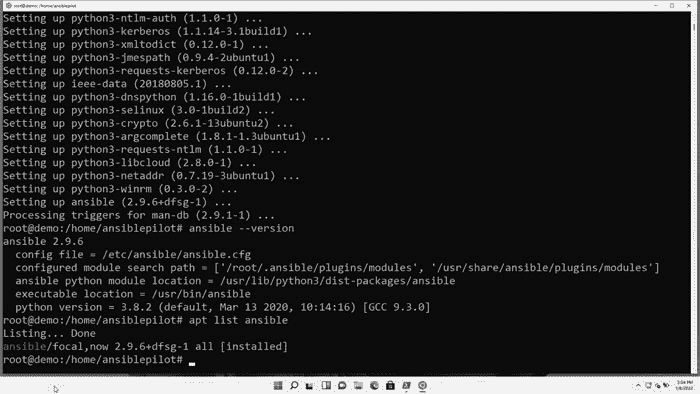 root@demo: /home/ansiblepilot
Setting up python3-ntlm-auth (1.1.0-1) ...
Setting up python3-kerberos (1.1.14-3.1build1) ...
Setting up python3-xmltodict (0.12.0-1) ...
Setting up python3-jmespath (0.9.4-2ubuntu1) ...
Setting up python3-requests-kerberos (0.12.0-2) ...
Setting up ieee-data (20180805.1) ...
Setting up python3-dnspython (1.16.0-1build1) ...
Setting up python3-selinux (3.0-1build2) ...
Setting up python3-crypto (2.6.1-13ubuntu2) ...
Setting up python3-argcomplete (1.8.1-1.3ubuntu1) ...
Setting up python3-requests-ntlm (1.1.0-1) ...
Setting up python3-libcloud (2.8.0-1) ...
Setting up python3-netaddr (0.7.19-3ubuntu1) ...
Setting up python3-winrm (0.3.0-2) ...
Setting up ansible (2.9.6+dfsg-1) ...
Processing triggers for man-db (2.9.1-1) ...
root@demo:/home/ansiblepilot# ansible --version
ansible 2.9.6
  config file = /etc/ansible/ansible.cfg
  configured module search path = ['/root/.ansible/plugins/modules', '/usr/share/ansible/plugins/modules']
  ansible python module location = /usr/lib/python3/dist-packages/ansible
  executable location = /usr/bin/ansible
  python version = 3.8.2 (default, Mar 13 2020, 10:14:16) [GCC 9.3.0]
root@demo:/home/ansiblepilot# apt list ansible
Listing... Done
ansible/focal,now 2.9.6+dfsg-1 all [installed]
root@demo:/home/ansiblepilot#